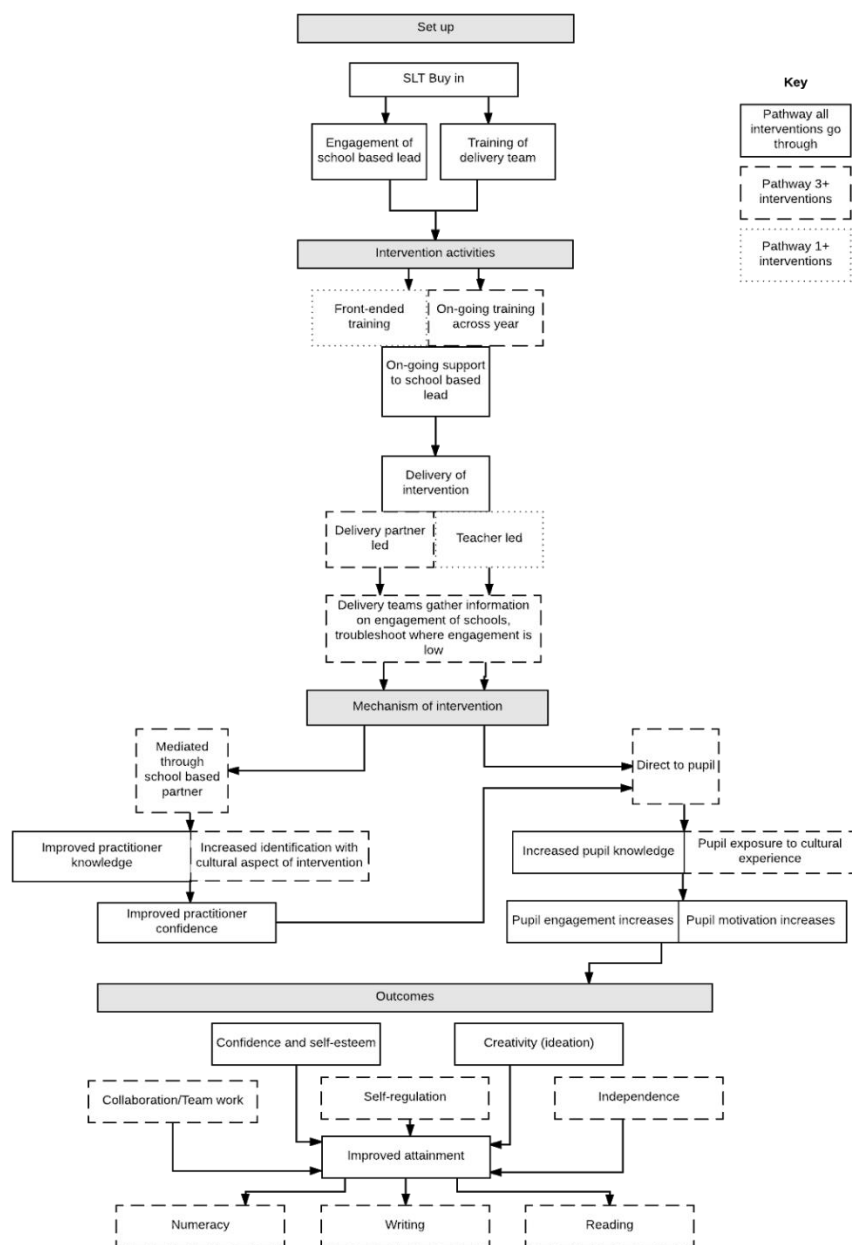 Set up
SLT Buy in
Key
Pathway all
interventions go
through
Engagement of
school based lead
Training of
delivery team
Pathway 3+
interventions
Intervention activities
Pathway 1+
interventions
Front-ended
training
On-going training
across year
On-going support
to school based
lead
Delivery of
intervention
Delivery partner
led
Teacher led
Delivery teams gather information
on engagement of schools,
troubleshoot where engagement is
low
Mechanism of intervention
Mediated
through
school based
partner
Direct to pupil
Improved practitioner
knowledge
Increased identification with
cultural aspect of intervention
Increased pupil knowledge
Pupil exposure to cultural
experience
Improved practitioner
confidence
Pupil engagement increases
Pupil motivation increases
Outcomes
Confidence and self-esteem
Creativity (ideation)
Collaboration/Team work
Self-regulation
Independence
Improved attainment
Numeracy
Writing
Reading